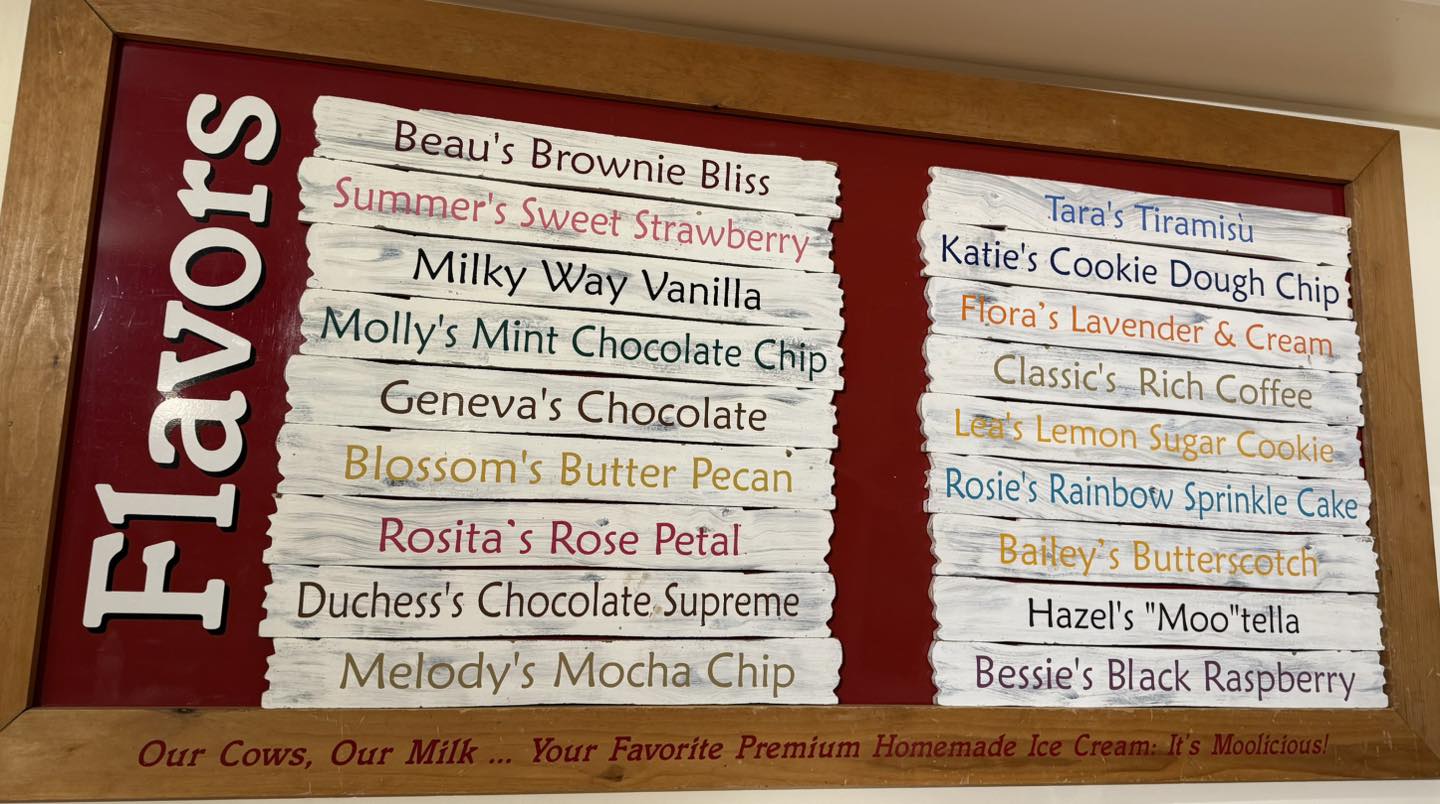 Flavors
Beau's Brownie Bliss
Summer's Sweet Strawberry
Milky Way Vanilla
Molly's Mint Chocolate Chip
Geneva's Chocolate
Blossom's Butter Pecan
Rosita`s Rose Petal
Duchess's Chocolate Supreme
Melody's Mocha Chip
Tara's Tiramisù
Katie's Cookie Dough Chip
Flora’s Lavender & Cream
Classic's Rich Coffee
Lea's Lemon Sugar Cookie
Rosie's Rainbow Sprinkle Cake
Bailey’s Butterscotch
Hazel's "Moo"tella
Bessie's Black Raspberry
Our Cows, Our Milk ... Your Favorite Premium Homemade Ice Cream: It's Moolicious!